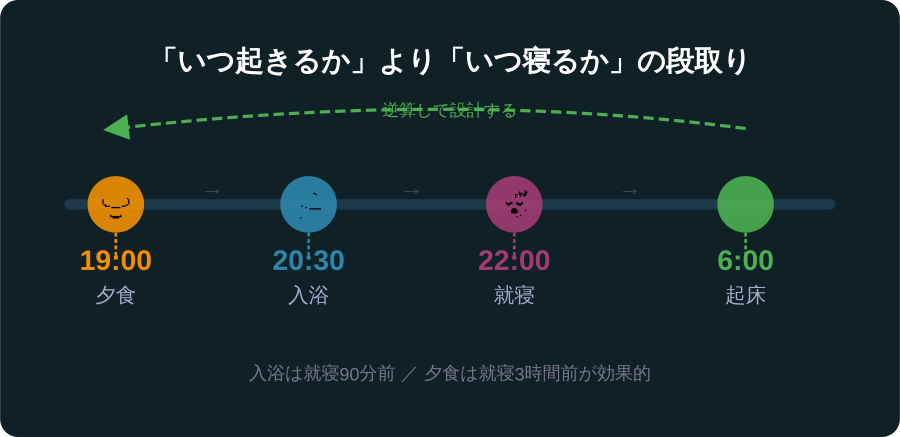 「いつ起きるか」より「いつ寝るか」の段取り
逆算して設計する
→ → →
19:00 20:30 22:00 6:00
夕食 入浴 就寝 起床
入浴は就寝90分前 ／ 夕食は就寝3時間前が効果的